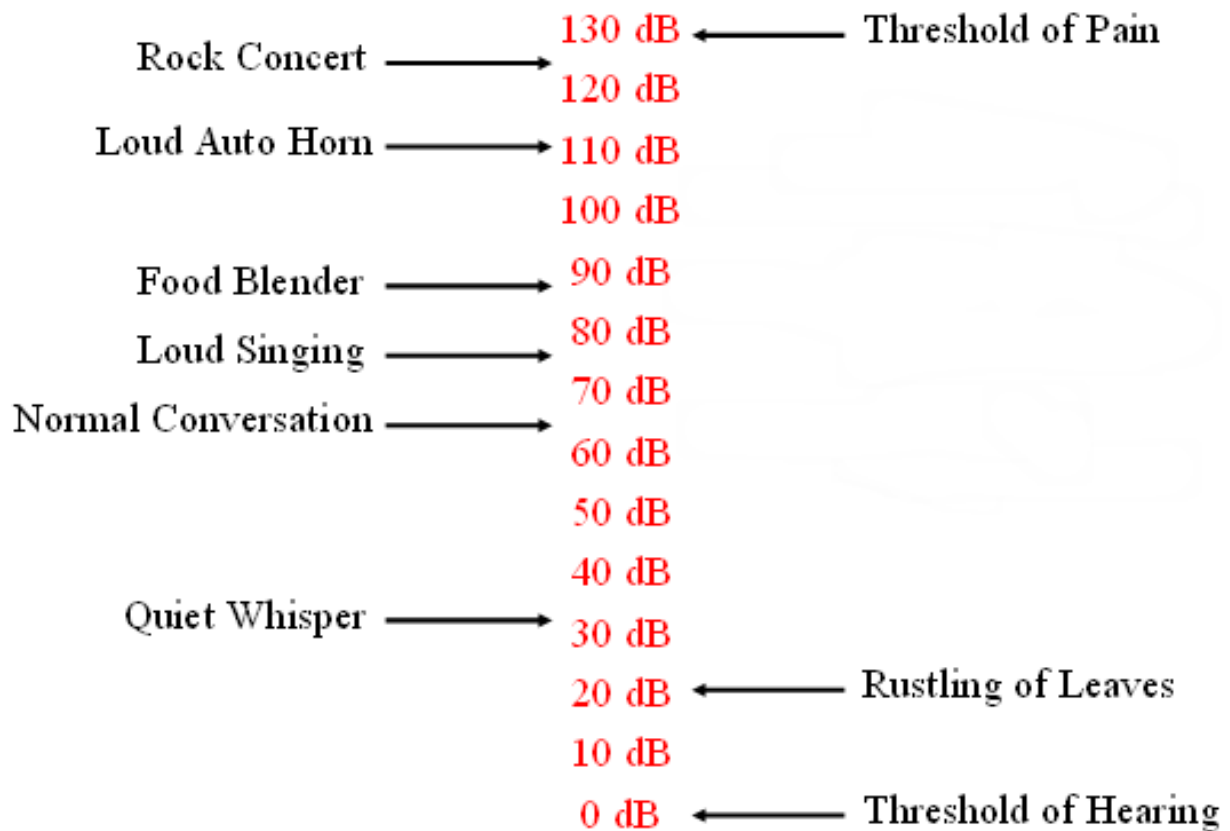 130 dB
Threshold of Pain
Rock Concert
120 dB
Loud Auto Horn
110 dB
100 dB
Food Blender
90 dB
80 dB
Loud Singing
70 dB
Normal Conversation
60 dB
50 dB
40 dB
Quiet Whisper
30 dB
20 dB
Rustling of Leaves
10 dB
0 dB
Threshold of Hearing